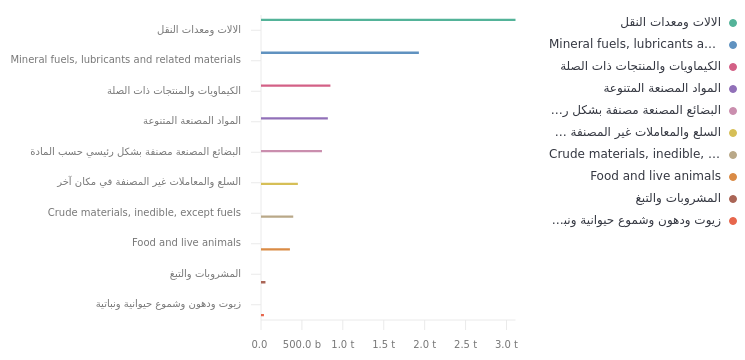 الالات ومعدات النقل
Mineral fuels, lubricants and related materials
الكيماويات والمنتجات ذات الصلة
المواد المصنعة المتنوعة
البضائع المصنعة مصنفة بشكل رئيسي حسب المادة
السلع والمعاملات غير المصنفة في مكان آخر
Crude materials, inedible, except fuels
Food and live animals
المشروبات والتبغ
زيوت ودهون وشموع حيوانية ونباتية
0.0 500.0 b 1.0 t 1.5 t 2.0 t 2.5 t 3.0 t
الالات ومعدات النقل
Mineral fuels, lubricants a...
الكيماويات والمنتجات ذات الصلة
المواد المصنعة المتنوعة
البضائع المصنعة مصنفة بشكل ر...
السلع والمعاملات غير المصنفة ...
Crude materials, inedible, ...
Food and live animals
المشروبات والتبغ
زيوت ودهون وشموع حيوانية ونبـ...